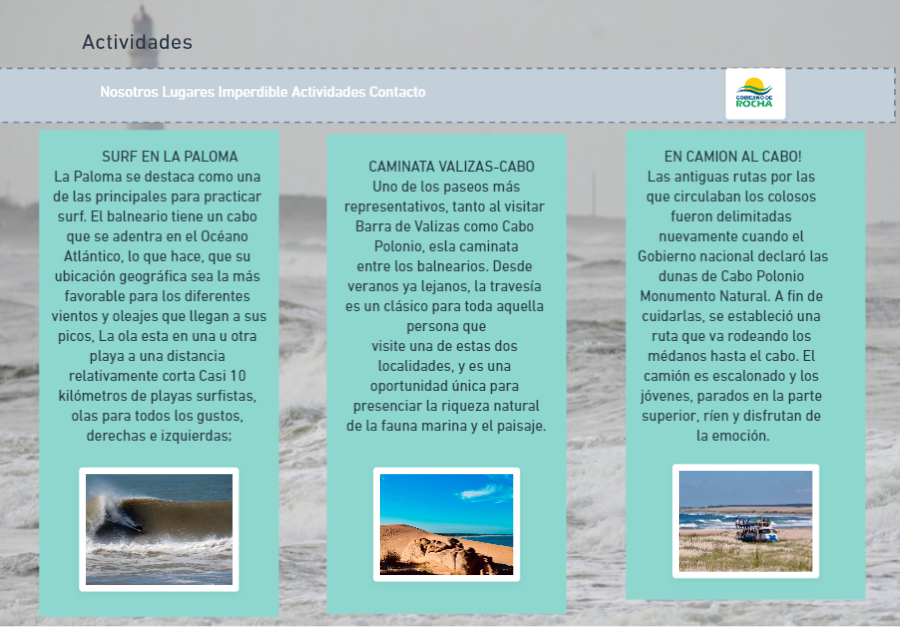 Actividades
Nosotros Lugares Imperdible Actividades Contacto
GOBIERNO DE
ROCHA
SURF EN LA PALOMA
La Paloma se destaca como una
de las principales para practicar
surf. El balneario tiene un cabo
que se adentra en el Océano
Atlántico, lo que hace, que su
ubicación geográfica sea la más
favorable para los diferentes
vientos y oleajes que llegan a sus
picos, La ola esta en una u otra
playa a una distancia
relativamente corta Casi 10
kilómetros de playas surfistas,
olas para todos los gustos,
derechas e izquierdas;
CAMINATA VALIZAS-CABO
Uno de los paseos más
representativos, tanto al visitar
Barra de Valizas como Cabo
Polonio, esla caminata
entre los balnearios. Desde
veranos ya lejanos, la travesía
es un clásico para toda aquella
persona que
visite una de estas dos
localidades, y es una
oportunidad única para
presenciar la riqueza natural
de la fauna marina y el paisaje.
EN CAMION AL CABO!
Las antiguas rutas por las
que circulaban los colosos
fueron delimitadas
nuevamente cuando el
Gobierno nacional declaró las
dunas de Cabo Polonio
Monumento Natural. A fin de
cuidarlas, se estableció una
ruta que va rodeando los
médanos hasta el cabo. El
camión es escalonado y los
jóvenes, parados en la parte
superior, ríen y disfrutan de
la emoción.